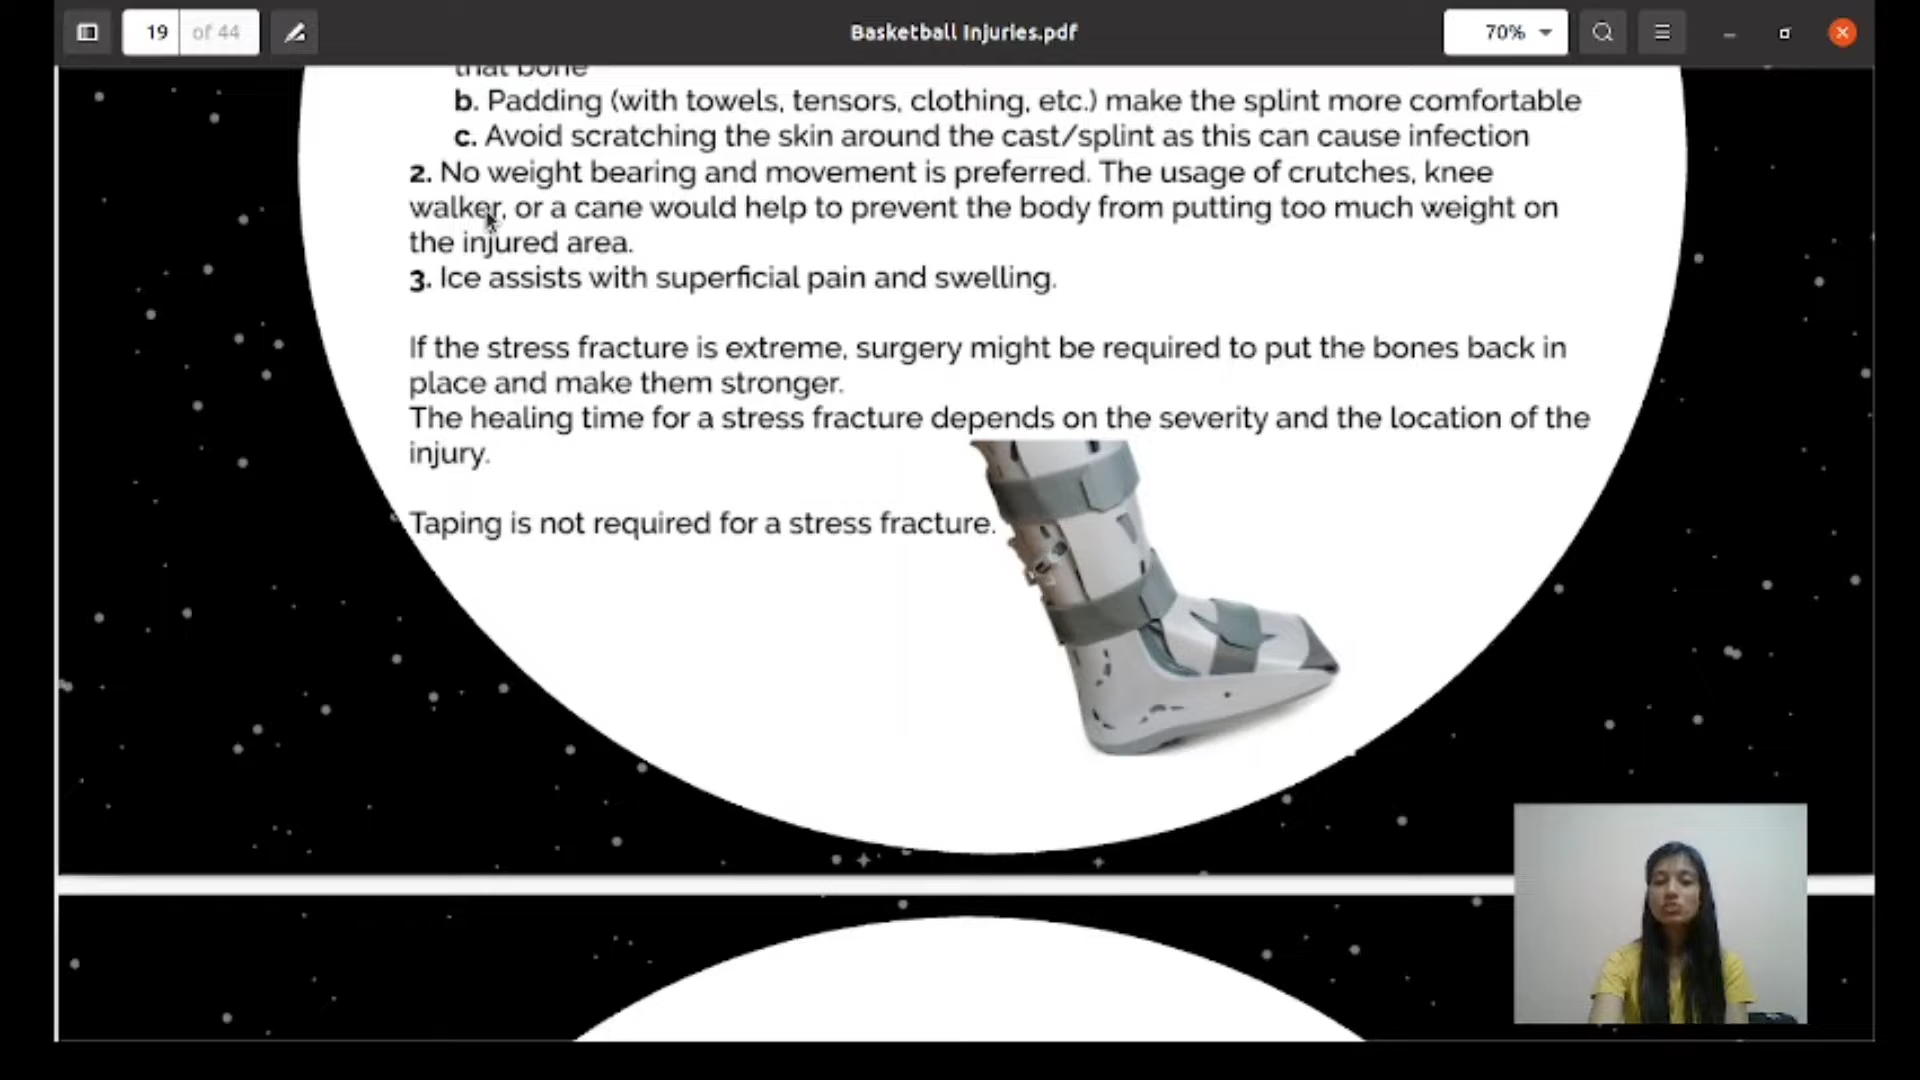 19 of 44
Basketball Injuries.pdf
70%
that bone
b. Padding (with towels, tensors, clothing, etc.) make the splint more comfortable
c. Avoid scratching the skin around the cast/splint as this can cause infection
2. No weight bearing and movement is preferred. The usage of crutches, knee
walker, or a cane would help to prevent the body from putting too much weight on
the injured area.
3. Ice assists with superficial pain and swelling.
If the stress fracture is extreme, surgery might be required to put the bones back in
place and make them stronger.
The healing time for a stress fracture depends on the severity and the location of the
injury.
Taping is not required for a stress fracture.